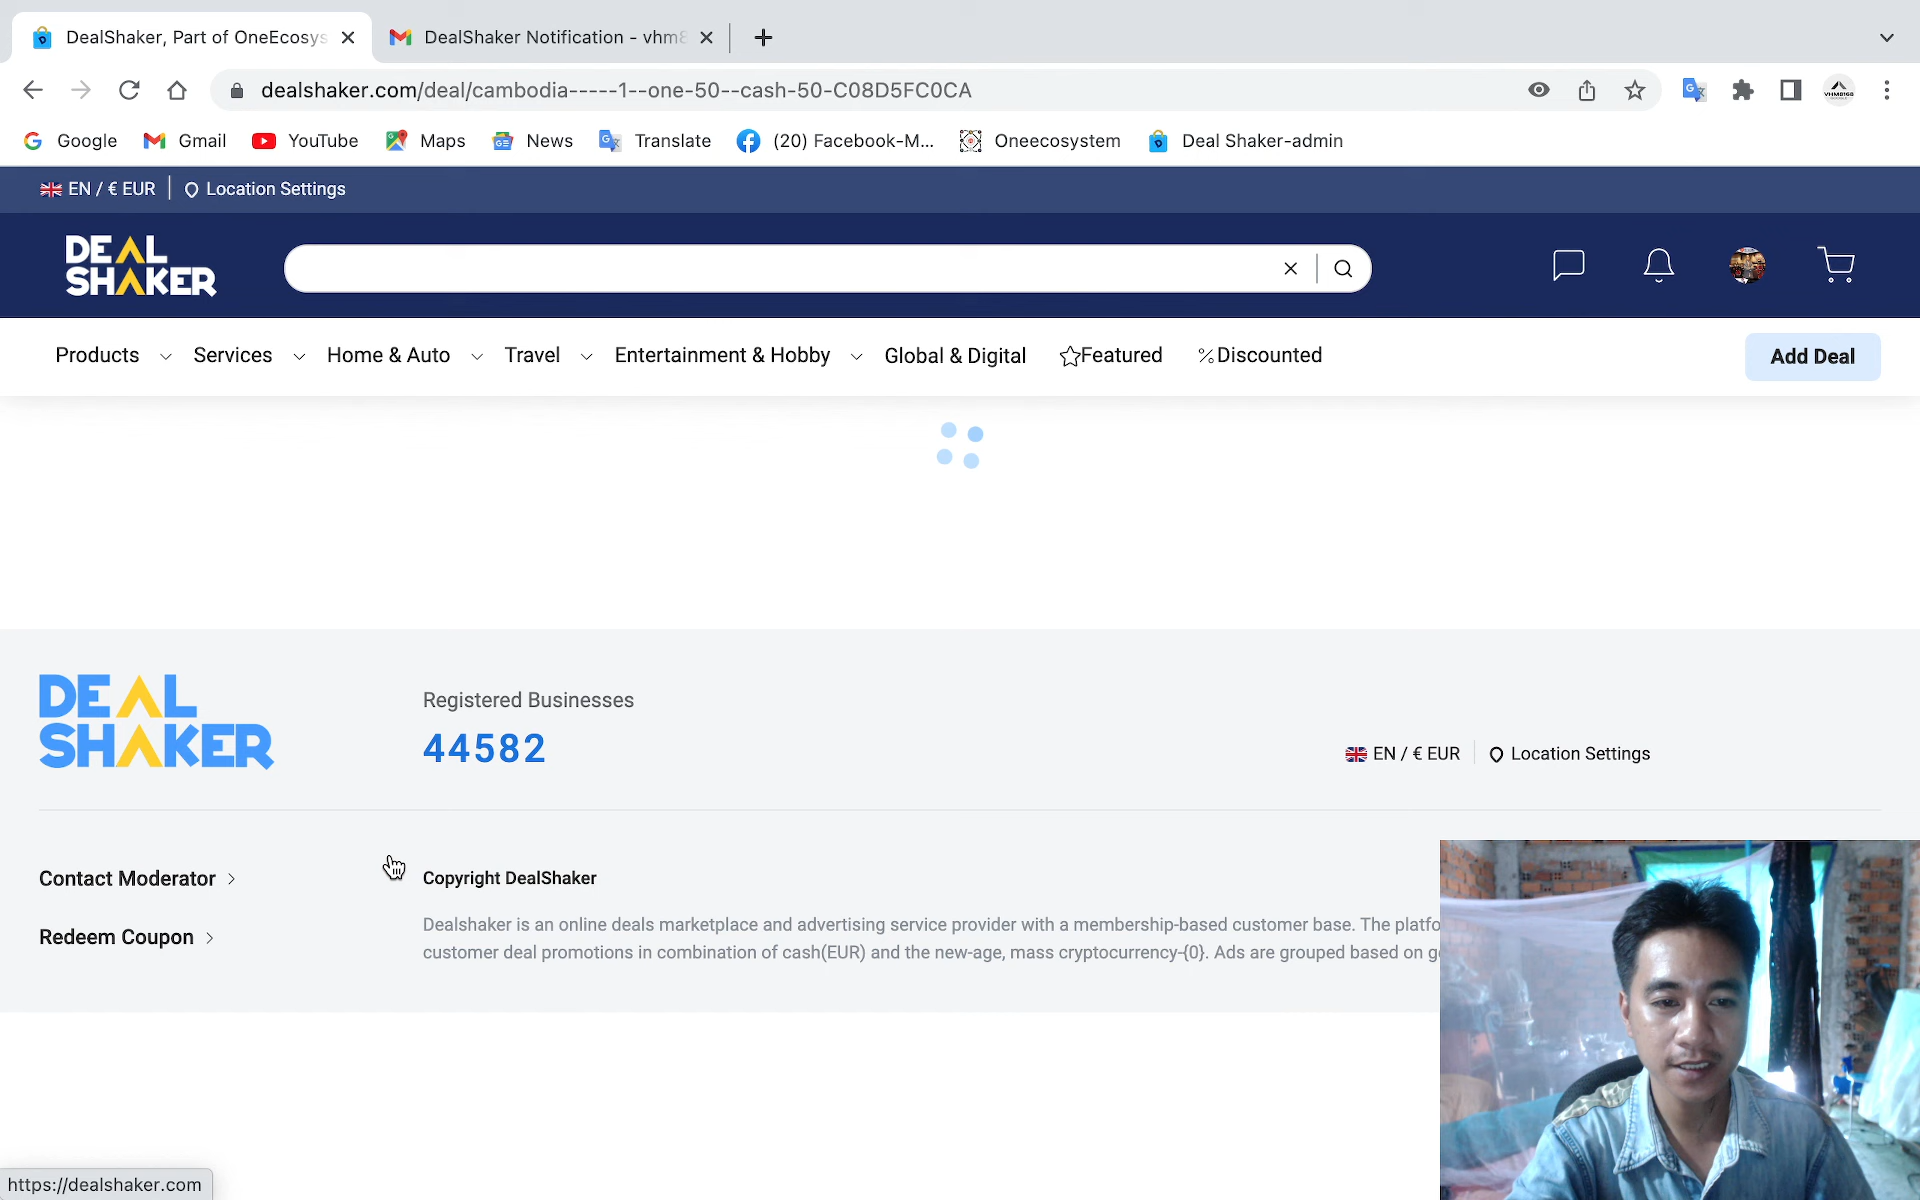 DealShaker, Part of OneEcosys
DealShaker Notification - vhm8
dealshaker.com/deal/cambodia-----1--one-50--cash-50-C08D5FC0CA
Google
Gmail
YouTube
Maps
News
Translate
(20) Facebook-M...
Oneecosystem
Deal Shaker-admin
EN / € EUR
Location Settings
DEAL
SHAKER
Products
Services
Home & Auto
Travel
Entertainment & Hobby
Global & Digital
Featured
%Discounted
Add Deal
DEAL
SHAKER
Registered Businesses
44582
EN / € EUR
Location Settings
Contact Moderator
Redeem Coupon
Copyright DealShaker
Dealshaker is an online deals marketplace and advertising service provider with a membership-based customer base. The platfo
customer deal promotions in combination of cash(EUR) and the new-age, mass cryptocurrency-{0}. Ads are grouped based on g
https://dealshaker.com